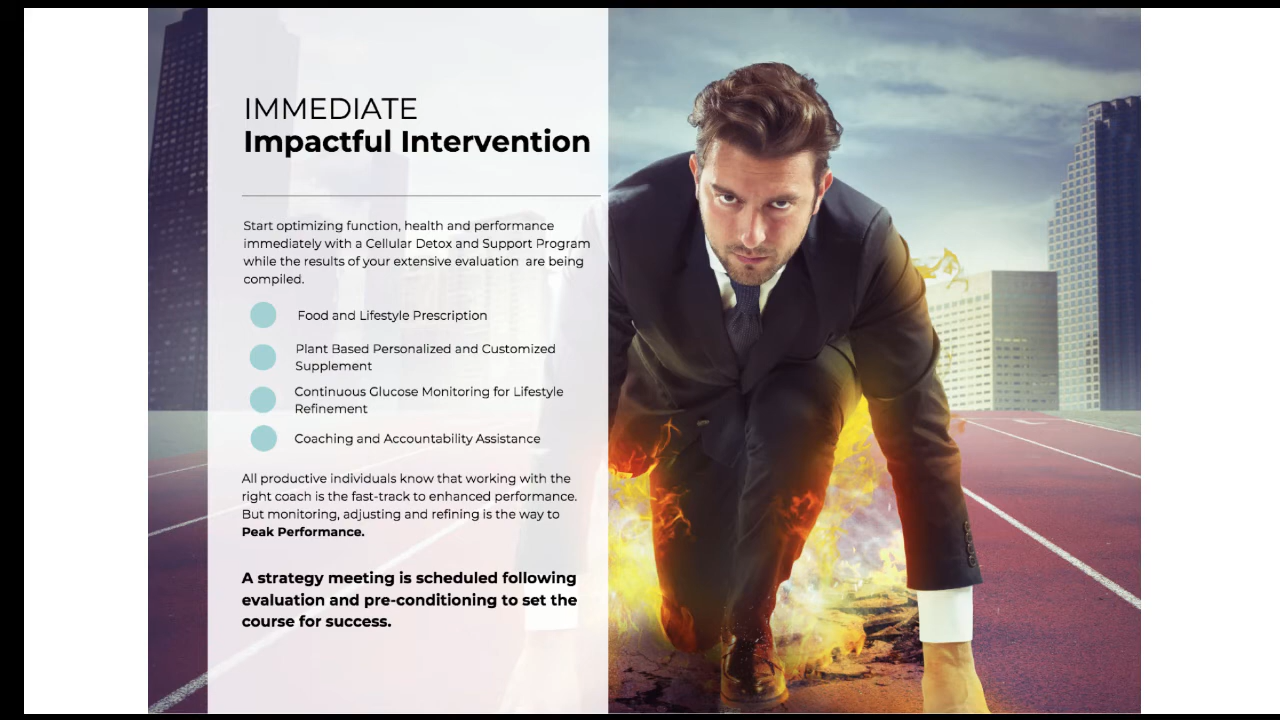 IMMEDIATE
Impactful Intervention
Start optimizing function, health and performance
immediately with a Cellular Detox and Support Program
while the results of your extensive evaluation  are being
compiled.
Food and Lifestyle Prescription
Plant Based Personalized and Customized
Supplement
Continuous Glucose Monitoring for Lifestyle
Refinement
Coaching and Accountability Assistance
All productive individuals know that working with the
right coach is the fast-track to enhanced performance.
But monitoring, adjusting and refining is the way to
Peak Performance.
A strategy meeting is scheduled following
evaluation and pre-conditioning to set the
course for success.